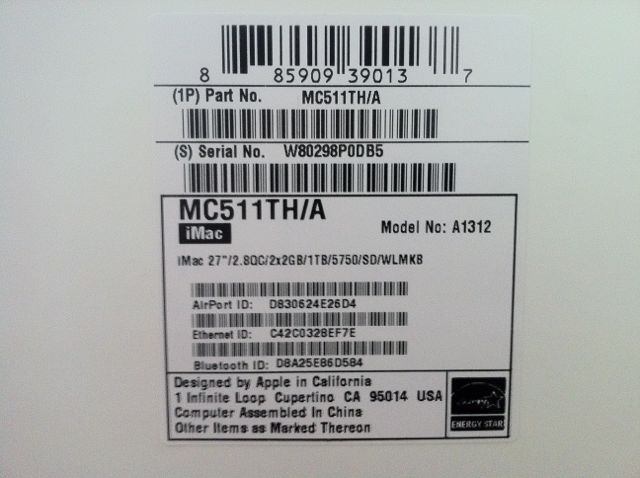 8 85909 39013 7
(1P) Part No. MC511TH/A
(S) Serial No. W80298P0DB5
MC511TH/A
iMac
Model No: A1312
iMac 27"/2.8QC/2x2GB/1TB/5750/SD/WLMKB
AirPort ID: D830624E26D4
Ethernet ID: C42C0328EF7E
Bluetooth ID: D8A25E86D584
Designed by Apple in California
1 Infinite Loop Cupertino CA 95014 USA
Computer Assembled In China
Other Items as Marked Thereon
ENERGY STAR